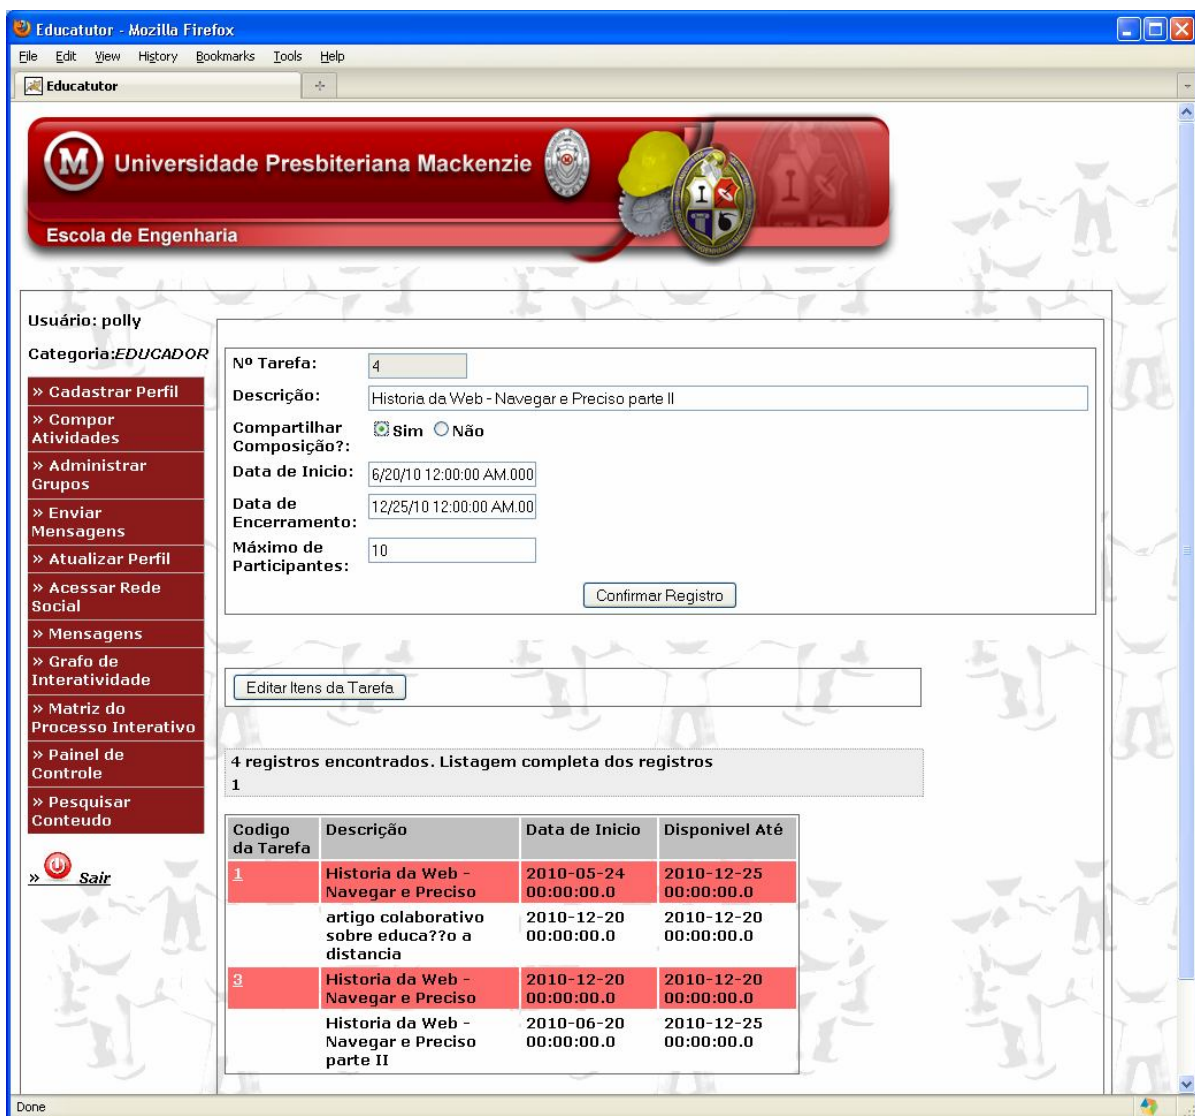 Educatutor - Mozilla Firefox
File Edit View History Bookmarks Tools Help
Educatutor
M Universidade Presbiteriana Mackenzie
Escola de Engenharia
Usuário: polly
Categoria:EDUCADOR
» Cadastrar Perfil
» Compor
Atividades
» Administrar
Grupos
» Enviar
Mensagens
» Atualizar Perfil
» Acessar Rede
Social
» Mensagens
» Grafo de
Interatividade
» Matriz do
Processo Interativo
» Painel de
Controle
» Pesquisar
Conteudo
» Sair
Nº Tarefa: 4
Descrição: Historia da Web - Navegar e Preciso parte II
Compartilhar
Composição?: Sim Não
Data de Inicio: 6/20/10 12:00:00 AM.000
Data de
Encerramento: 12/25/10 12:00:00 AM.00
Máximo de
Participantes: 10
Confirmar Registro
Editar Itens da Tarefa
4 registros encontrados. Listagem completa dos registros
1
Codigo
da Tarefa Descrição Data de Inicio Disponivel Até
1 Historia da Web - 2010-05-24 2010-12-25
Navegar e Preciso 00:00:00.0 00:00:00.0
artigo colaborativo 2010-12-20 2010-12-20
sobre educa??o a 00:00:00.0 00:00:00.0
distancia
3 Historia da Web - 2010-12-20 2010-12-20
Navegar e Preciso 00:00:00.0 00:00:00.0
Historia da Web - 2010-06-20 2010-12-25
Navegar e Preciso 00:00:00.0 00:00:00.0
parte II
Done